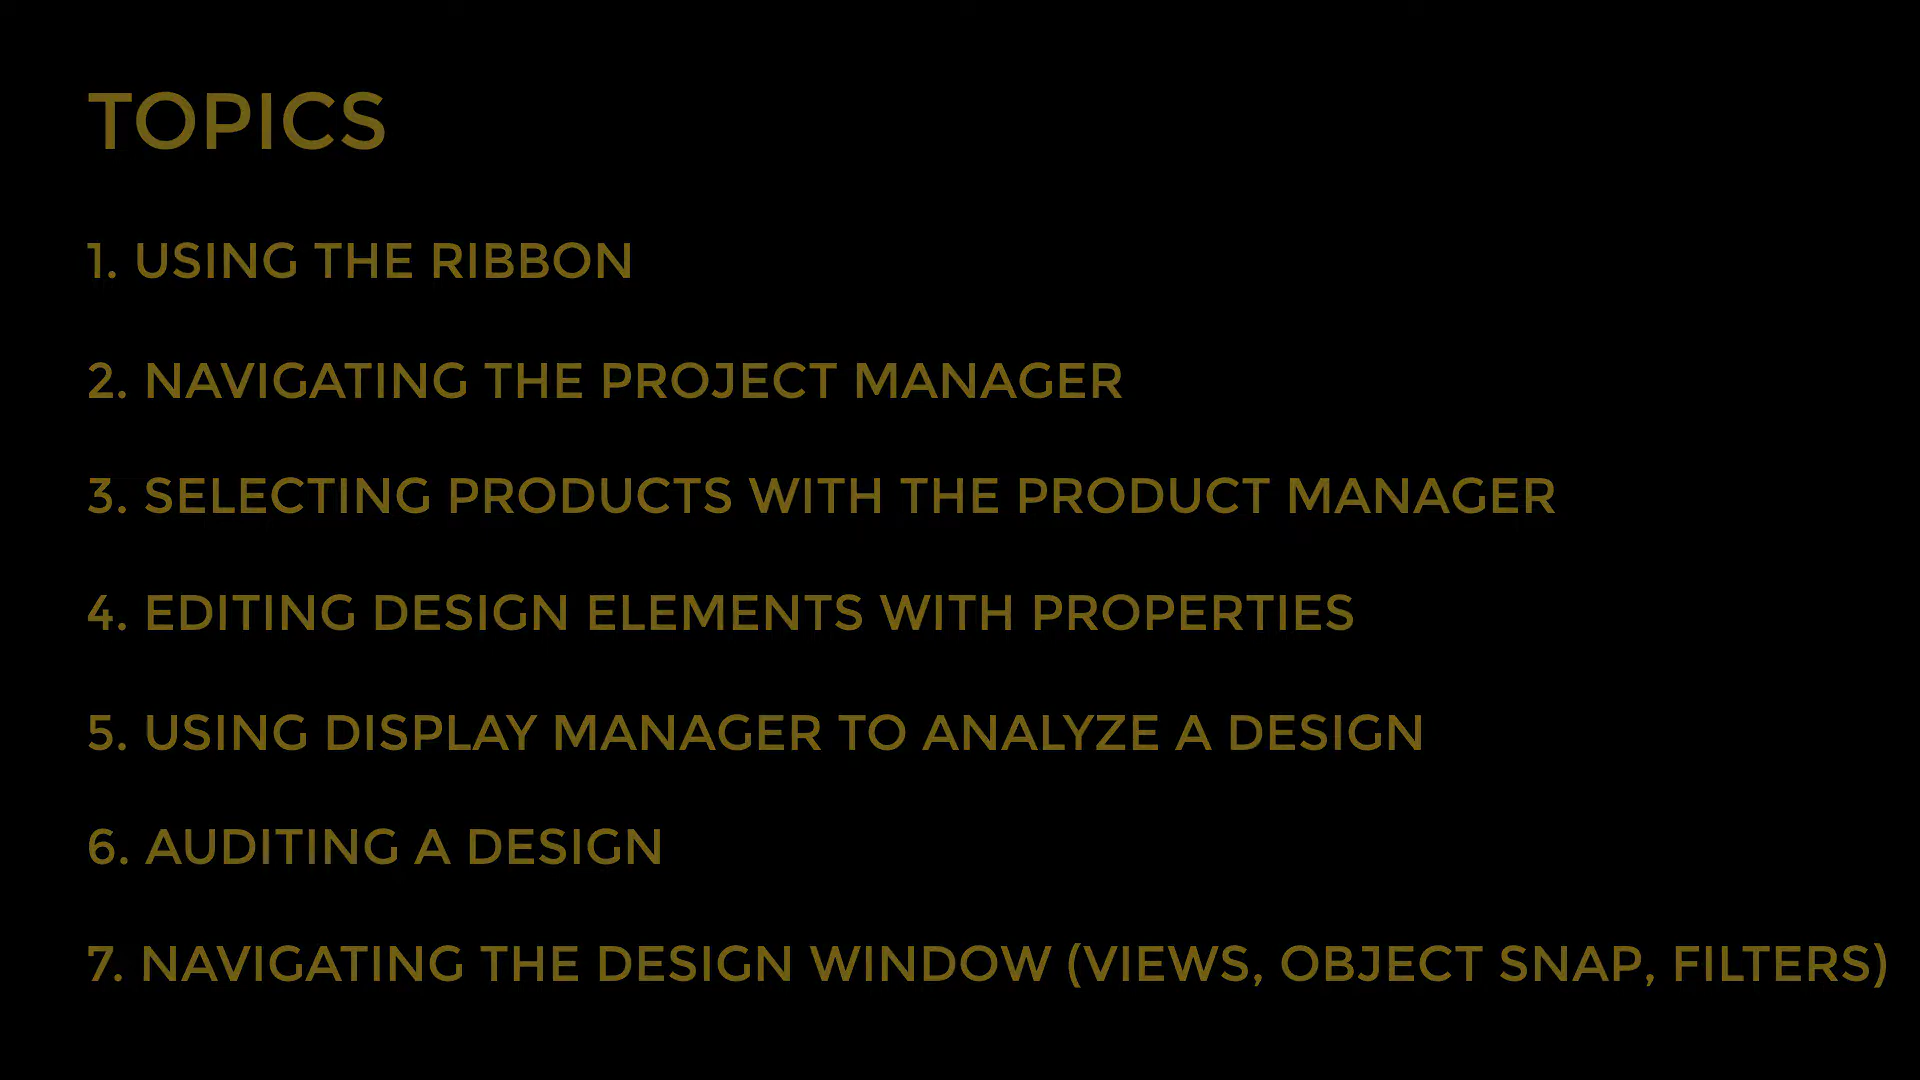 TOPICS
1. USING THE RIBBON
2. NAVIGATING THE PROJECT MANAGER
3. SELECTING PRODUCTS WITH THE PRODUCT MANAGER
4. EDITING DESIGN ELEMENTS WITH PROPERTIES
5. USING DISPLAY MANAGER TO ANALYZE A DESIGN
6. AUDITING A DESIGN
7. NAVIGATING THE DESIGN WINDOW (VIEWS, OBJECT SNAP, FILTERS)